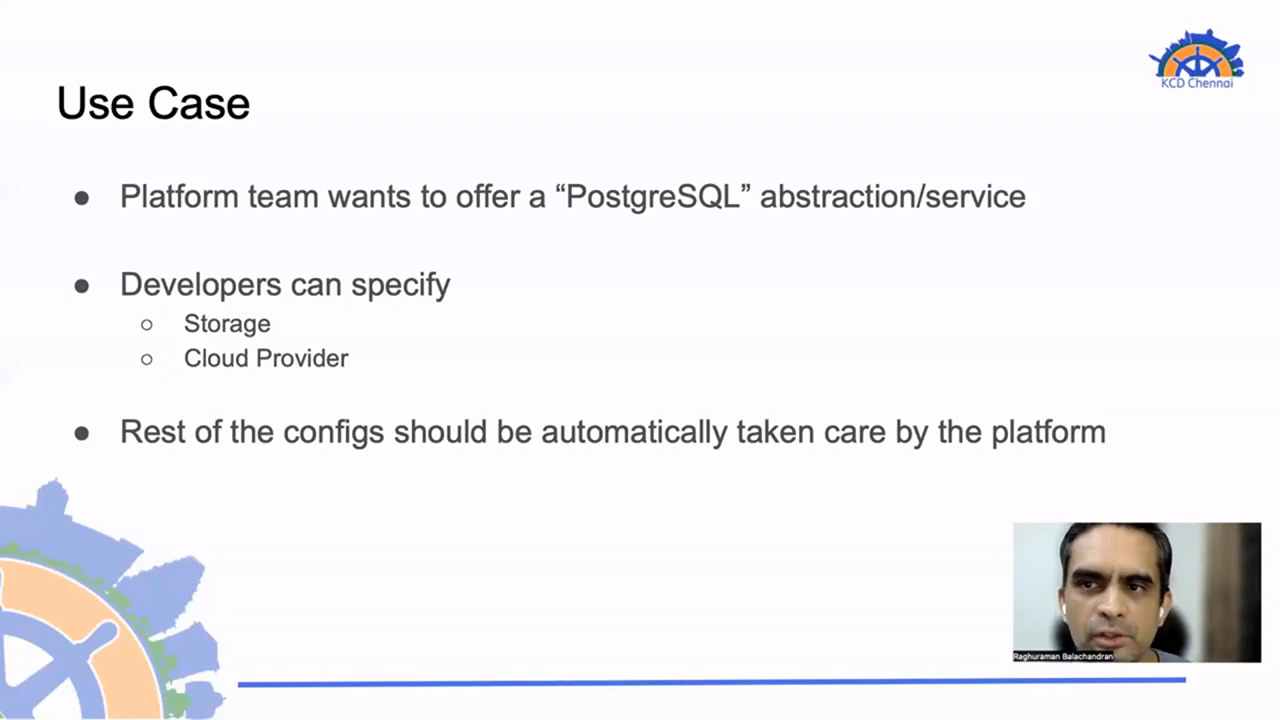 KCD Chennai
Use Case
● Platform team wants to offer a “PostgreSQL” abstraction/service
● Developers can specify
○ Storage
○ Cloud Provider
● Rest of the configs should be automatically taken care by the platform
Raghuraman Balachandran